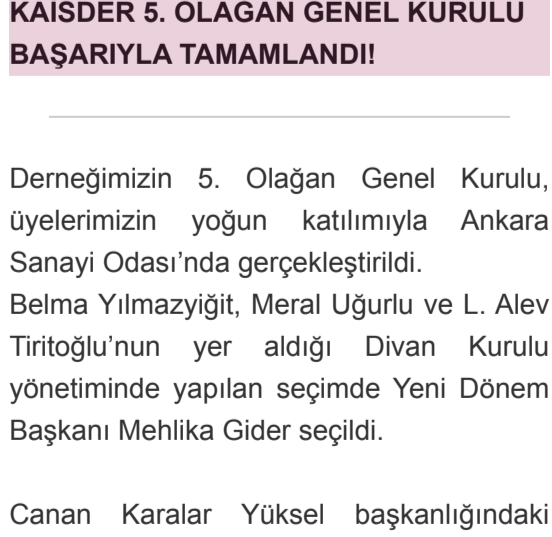 KAİSDER 5. OLAĞAN GENEL KURULU
BAŞARIYLA TAMAMLANDI!
Derneğimizin 5. Olağan Genel Kurulu,
üyelerimizin yoğun katılımıyla Ankara
Sanayi Odası’nda gerçekleştirildi.
Belma Yılmazyiğit, Meral Uğurlu ve L. Alev
Tiritoğlu’nun yer aldığı Divan Kurulu
yönetiminde yapılan seçimde Yeni Dönem
Başkanı Mehlika Gider seçildi.
Canan Karalar Yüksel başkanlığındaki